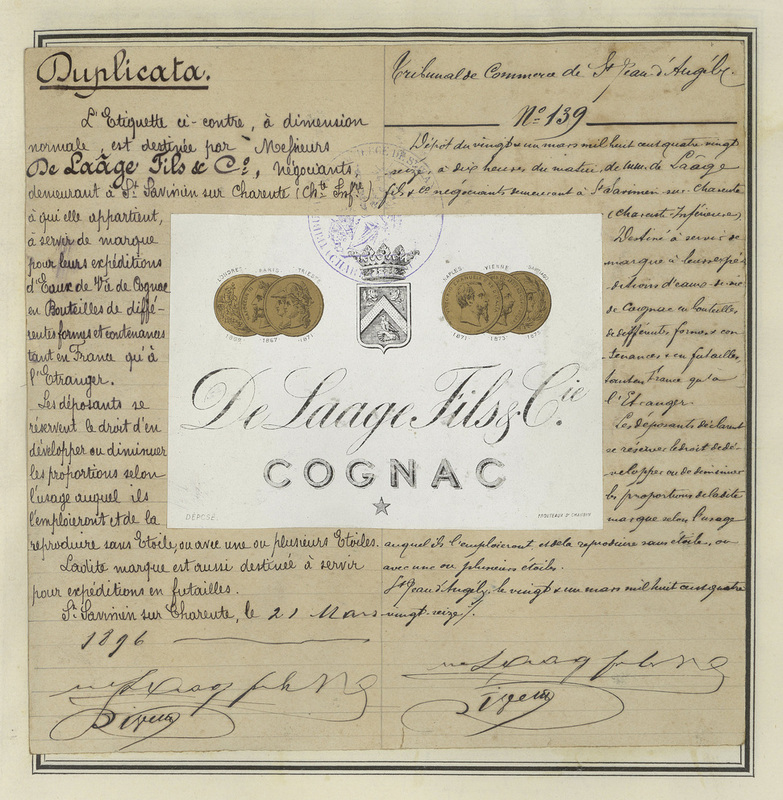 Duplicata.
L'Etiquette ci-contre, à dimension
normale, est destinée par Messieurs
De Laâge Fils & Co, négociants
demeurant à St Savinien sur Charente (Chte Infre)
à qui elle appartient,
à servir de marque
pour leurs expéditions
d'Eaux de Vie de Cognac
en Bouteilles de diffé-
rentes formes et contenances
tant en France qu'à
l'Etranger.
Les déposants se
réservent le droit d'en
développer ou diminuer
les proportions selon
l'usage auquel ils
l'emploieront et de la
reproduire sans Etoile, ou avec une ou plusieurs Etoiles.
Ladite marque est aussi destinée à servir
pour expéditions en futailles.
St Savinien sur Charente, le 21 Mars
1896
Tribunal de Commerce de St Jean-d'Angély.
No 139
Dépôt du vingt & un mars mil huit cent quatre vingt
seize à dix heures du matin, de MM. de Laâge
fils & Cie négociants demeurant à St Savinien sur Charente
(Charente Inférieure)
Destiné à servir de
marque à leurs expé-
ditions d'eaux-de-vie
de Cognac en bouteilles
de différentes formes & con-
tenances & en futailles,
tant en France qu'à
l'Etranger.
Les déposants déclarent
se réserver le droit de dé-
velopper ou de diminuer
les proportions de ladite
marque selon l'usage
auquel ils l'emploieront, et de la reproduire sans étoile, ou
avec une ou plusieurs étoiles.
St Jean d'Angély, le vingt & un mars mil huit cent quatre
vingt-seize.
LONDRES PARIS TRIESTE
1867 1871
NAPLES VIENNE
1871 1873
De Laage Fils & Cie.
COGNAC
DÉPOSÉ.